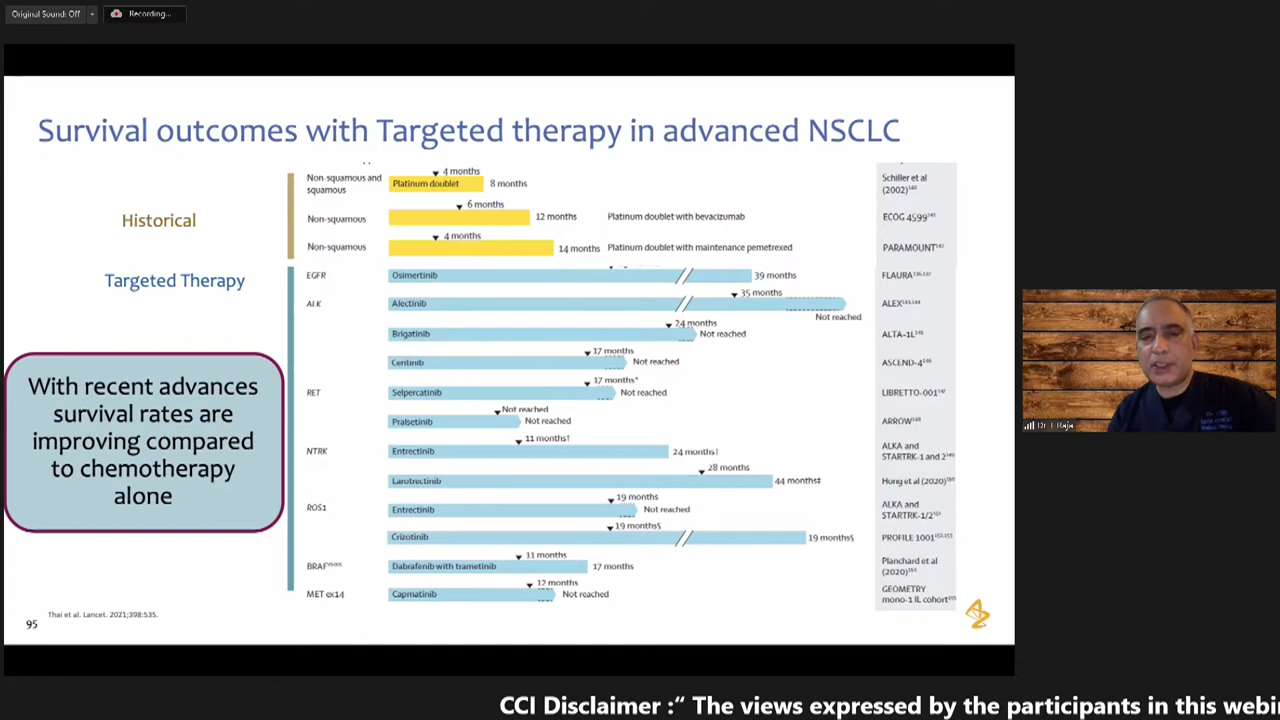 Original Sound: Off
Recording...
Survival outcomes with Targeted therapy in advanced NSCLC
Historical
Targeted Therapy
With recent advances
survival rates are
improving compared
to chemotherapy
alone
4 months
Non-squamous and
squamous
Platinum doublet
8 months
Schiller et al
(2002)
6 months
Non-squamous
12 months
Platinum doublet with bevacizumab
ECOG 4599
4 months
Non-squamous
14 months
Platinum doublet with maintenance pemetrexed
PARAMOUNT
EGFR
Osimertinib
39 months
FLAURA
35 months
ALK
Alectinib
Not reached
ALEX
24 months
Brigatinib
Not reached
ALTA-1L
17 months
Ceritinib
Not reached
ASCEND-4
17 months*
RET
Selpercatinib
Not reached
LIBRETTO-001
Not reached
Pralsetinib
Not reached
ARROW
11 months†
NTRK
Entrectinib
24 months
ALKA and
STARTRK-1 and 2
28 months
Larotrectinib
44 months‡
Hong et al (2020)
19 months
ROS1
Entrectinib
Not reached
ALKA and
STARTRK-1/2
19 months§
Crizotinib
19 months§
PROFILE 1001
11 months
BRAF
Dabrafenib with trametinib
17 months
Planchard et al
(2020)
12 months
MET ex14
Capmatinib
Not reached
GEOMETRY
mono-1 IL cohort
Thai et al. Lancet. 2021;398:535.
95
Dr. T. Raja
CCI Disclaimer :“ The views expressed by the participants in this webi